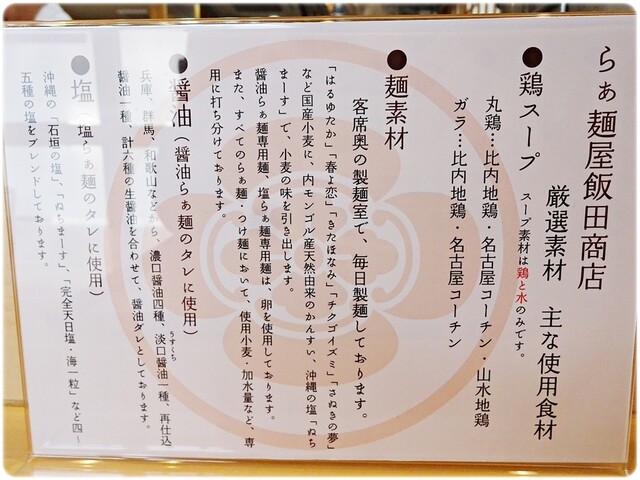 らぁ麺屋飯田商店
厳選素材 主な使用食材
●鶏スープ スープ素材は鶏と水のみです。
丸鶏…比内地鶏・名古屋コーチン・山水地鶏
ガラ…比内地鶏・名古屋コーチン
●麺素材
客席奥の製麺室で、毎日製麺しております。
「はるゆたか」「春よ恋」「きたほなみ」「チクゴイズミ」「さぬきの夢」
など国産小麦に、内モンゴル産天然由来のかんすい、沖縄の塩「ぬち
まーす」で、小麦の味を引き出します。
醤油らぁ麺専用麺、塩らぁ麺専用麺は、卵を使用しております。
また、すべてのらぁ麺・つけ麺において、使用小麦・加水量など、専
用に打ち分けております。
●醤油（醤油らぁ麺のタレに使用）
兵庫、群馬、和歌山などから、濃口醤油四種、淡口醤油一種、再仕込
うすくち
醤油一種、計六種の生醤油を合わせて、醤油ダレとしております。
●塩（塩らぁ麺のタレに使用）
沖縄の「石垣の塩」、「ぬちまーす」、「完全天日塩・海一粒」など四〜
五種の塩をブレンドしております。